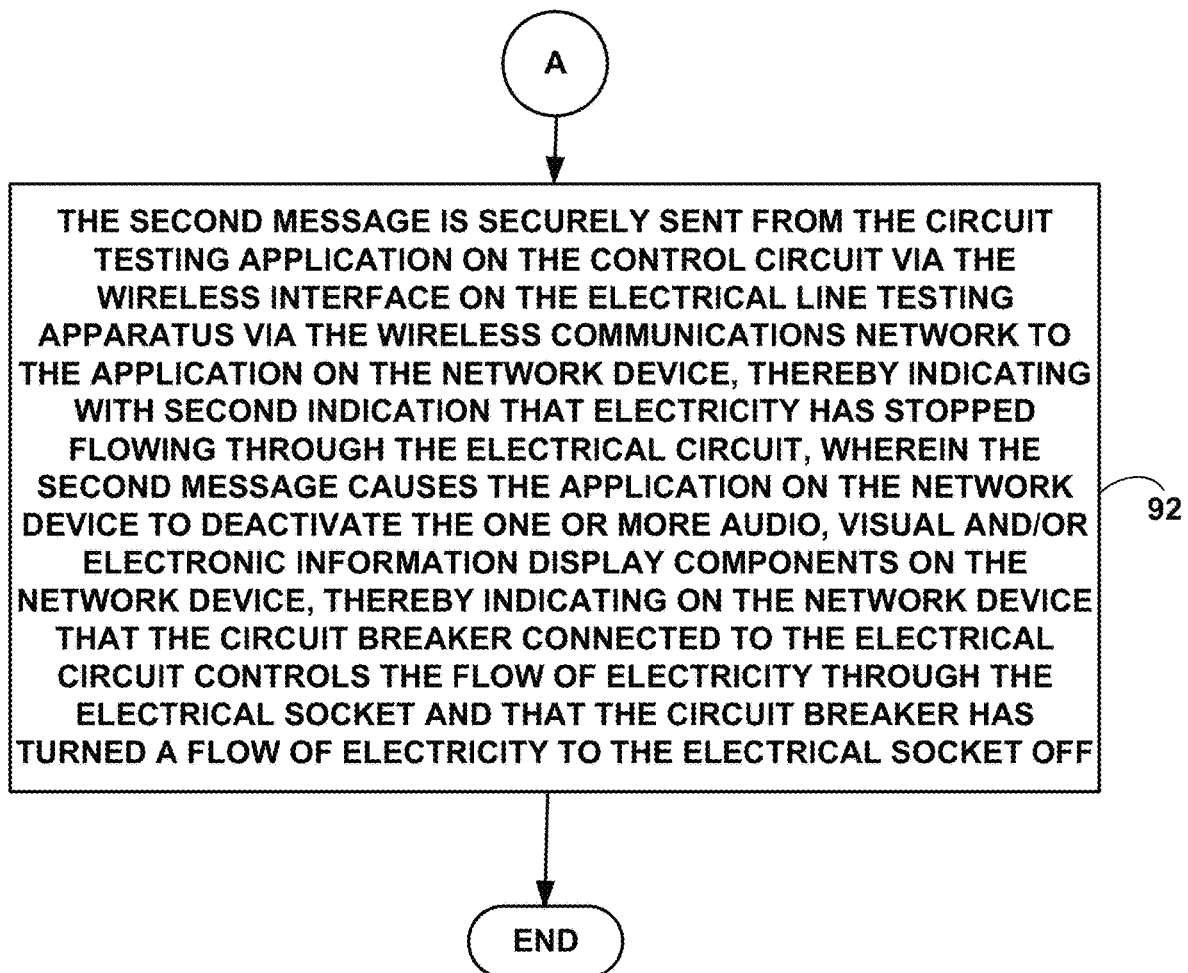 A
THE SECOND MESSAGE IS SECURELY SENT FROM THE CIRCUIT
TESTING APPLICATION ON THE CONTROL CIRCUIT VIA THE
WIRELESS INTERFACE ON THE ELECTRICAL LINE TESTING
APPARATUS VIA THE WIRELESS COMMUNICATIONS NETWORK TO
THE APPLICATION ON THE NETWORK DEVICE, THEREBY INDICATING
WITH SECOND INDICATION THAT ELECTRICITY HAS STOPPED
FLOWING THROUGH THE ELECTRICAL CIRCUIT, WHEREIN THE
SECOND MESSAGE CAUSES THE APPLICATION ON THE NETWORK
DEVICE TO DEACTIVATE THE ONE OR MORE AUDIO, VISUAL AND/OR
ELECTRONIC INFORMATION DISPLAY COMPONENTS ON THE
NETWORK DEVICE, THEREBY INDICATING ON THE NETWORK DEVICE
THAT THE CIRCUIT BREAKER CONNECTED TO THE ELECTRICAL
CIRCUIT CONTROLS THE FLOW OF ELECTRICITY THROUGH THE
ELECTRICAL SOCKET AND THAT THE CIRCUIT BREAKER HAS
TURNED A FLOW OF ELECTRICITY TO THE ELECTRICAL SOCKET OFF
92
END